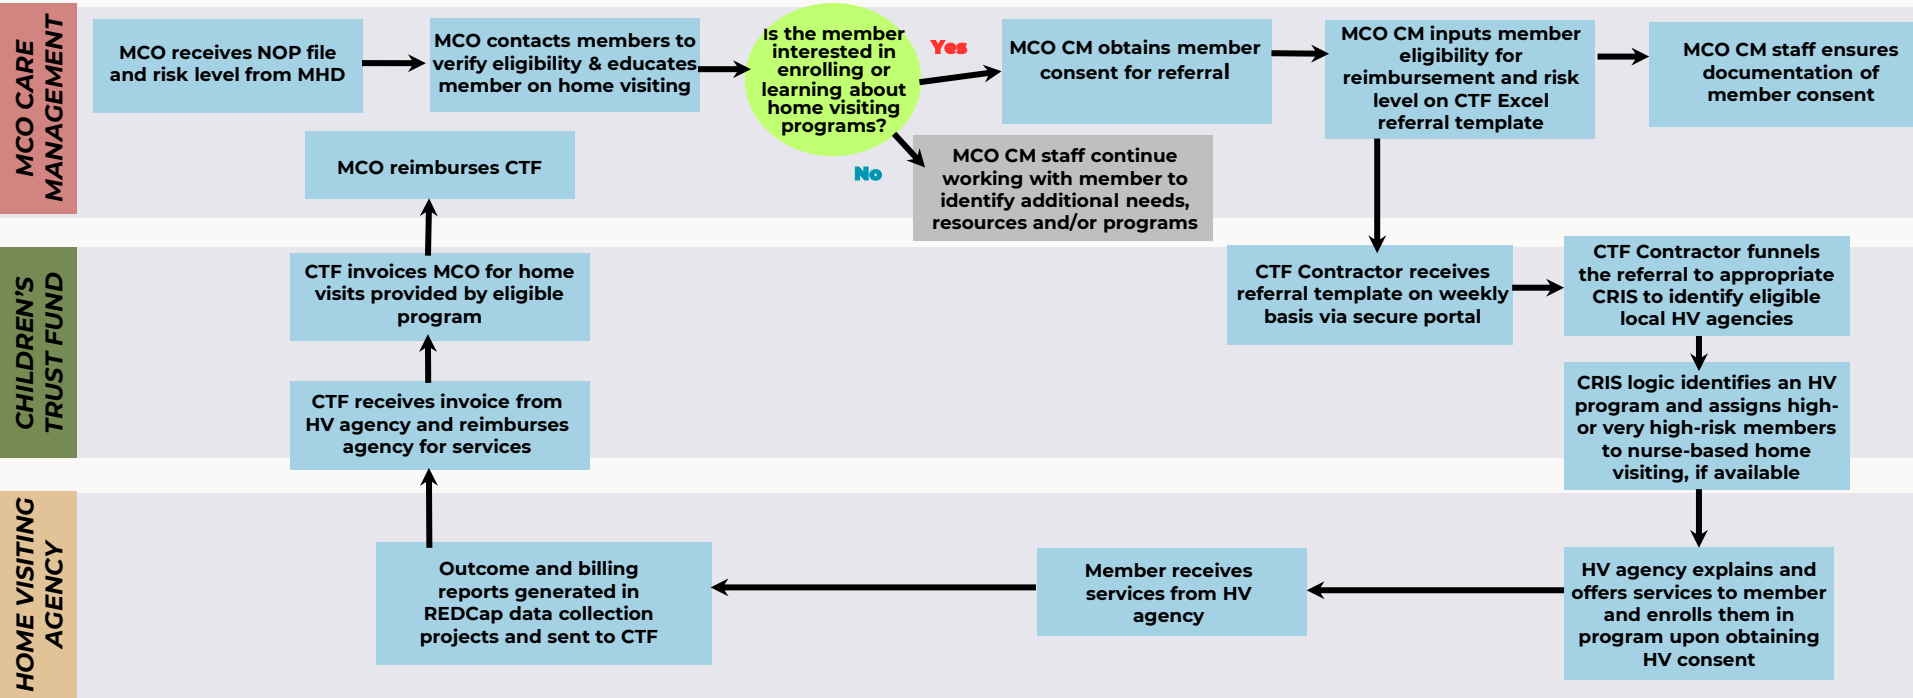 MCO CARE
MANAGEMENT
MCO receives NOP file
and risk level from MHD
MCO contacts members to
verify eligibility & educates
member on home visiting
Is the member
interested in
enrolling or
learning about
home visiting
programs?
Yes
No
MCO CM obtains member
consent for referral
MCO CM inputs member
eligibility for
reimbursement and risk
level on CTF Excel
referral template
MCO CM staff ensures
documentation of
member consent
MCO CM staff continue
working with member to
identify additional needs,
resources and/or programs
MCO reimburses CTF
CHILDREN'S
TRUST FUND
CTF invoices MCO for home
visits provided by eligible
program
CTF receives invoice from
HV agency and reimburses
agency for services
CTF Contractor receives
referral template on weekly
basis via secure portal
CTF Contractor funnels
the referral to appropriate
CRIS to identify eligible
local HV agencies
CRIS logic identifies an HV
program and assigns high-
or very high-risk members
to nurse-based home
visiting, if available
HOME VISITING
AGENCY
Outcome and billing
reports generated in
REDCap data collection
projects and sent to CTF
Member receives
services from HV
agency
HV agency explains and
offers services to member
and enrolls them in
program upon obtaining
HV consent